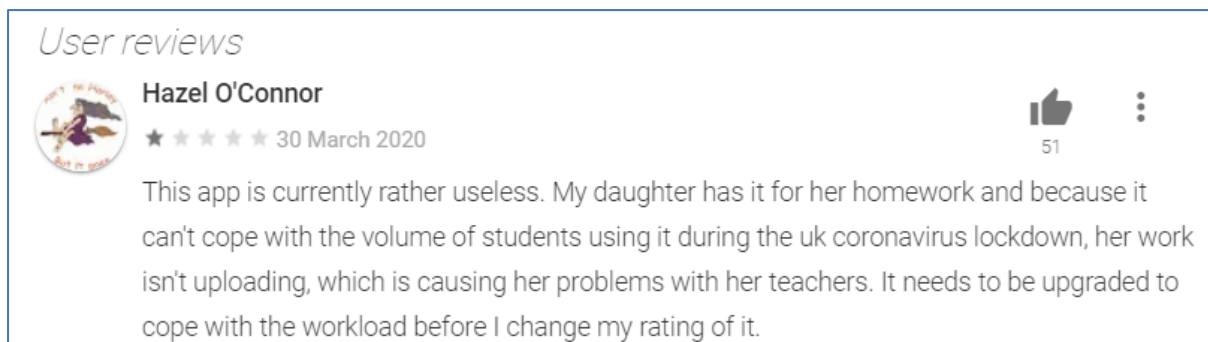 User reviews
Hazel O'Connor
30 March 2020
51
This app is currently rather useless. My daughter has it for her homework and because it
can't cope with the volume of students using it during the uk coronavirus lockdown, her work
isn't uploading, which is causing her problems with her teachers. It needs to be upgraded to
cope with the workload before I change my rating of it.